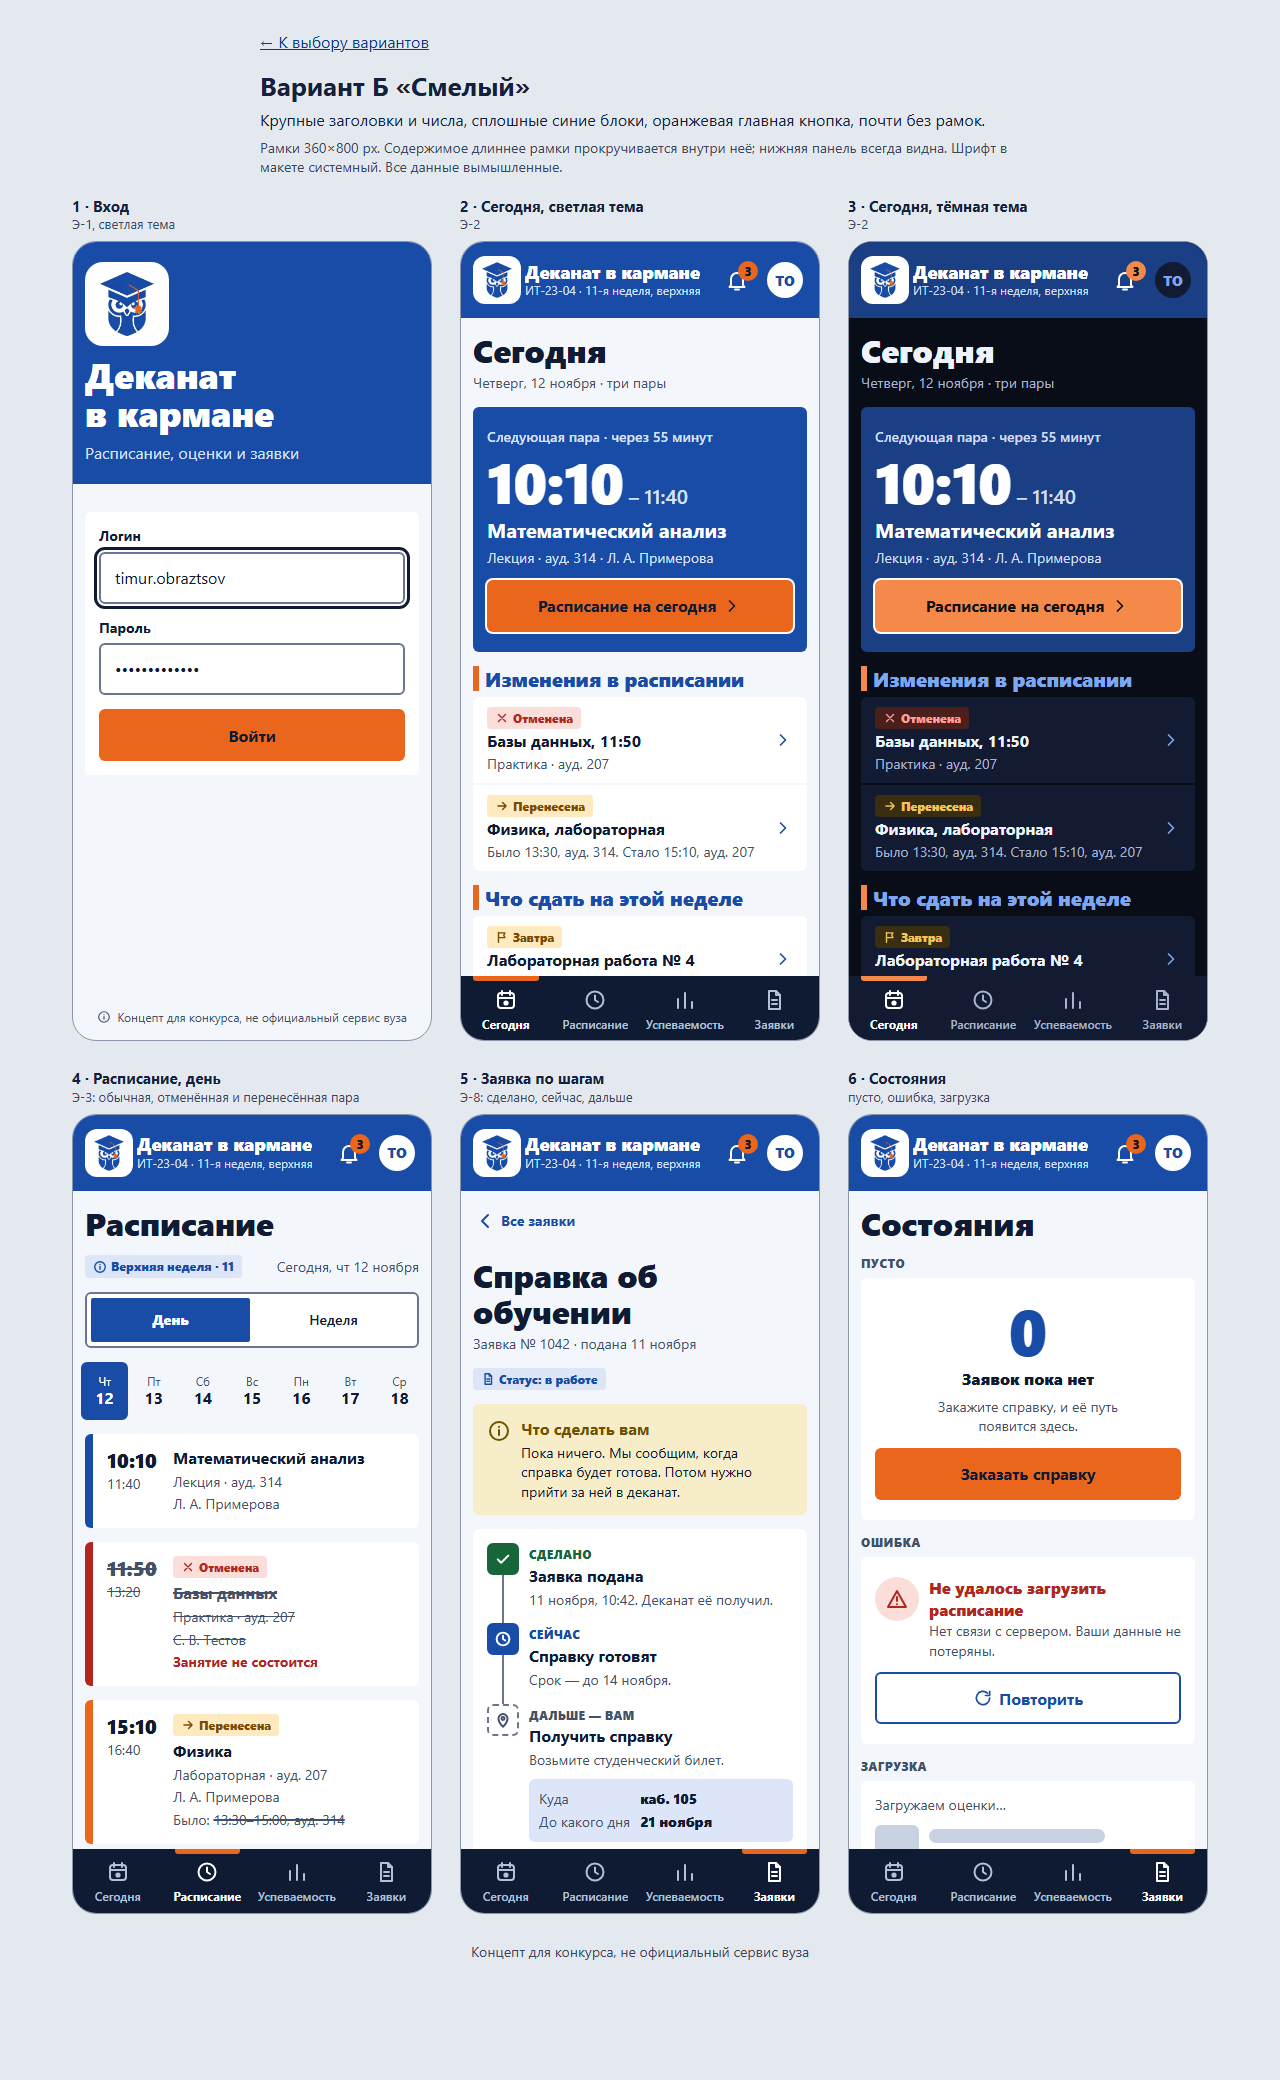 ← К выбору вариантов
Вариант Б «Смелый»
Крупные заголовки и числа, сплошные синие блоки, оранжевая главная кнопка, почти без рамок.
Рамки 360×800 px. Содержимое длиннее рамки прокручивается внутри неё; нижняя панель всегда видна. Шрифт в
макете системный. Все данные вымышленные.
1 · Вход
Э-1, светлая тема
Деканат
в кармане
Расписание, оценки и заявки
Логин
timur.obraztsov
Пароль
•••••••••••••
Войти
Концепт для конкурса, не официальный сервис вуза
2 · Сегодня, светлая тема
Э-2
Деканат в кармане
ИТ-23-04 · 11-я неделя, верхняя
3
ТО
Сегодня
Четверг, 12 ноября · три пары
Следующая пара · через 55 минут
10:10 – 11:40
Математический анализ
Лекция · ауд. 314 · Л. А. Примерова
Расписание на сегодня
Изменения в расписании
Отменена
Базы данных, 11:50
Практика · ауд. 207
Перенесена
Физика, лабораторная
Было 13:30, ауд. 314. Стало 15:10, ауд. 207
Что сдать на этой неделе
Завтра
Лабораторная работа № 4
Сегодня
Расписание
Успеваемость
Заявки
3 · Сегодня, тёмная тема
Э-2
Деканат в кармане
ИТ-23-04 · 11-я неделя, верхняя
3
ТО
Сегодня
Четверг, 12 ноября · три пары
Следующая пара · через 55 минут
10:10 – 11:40
Математический анализ
Лекция · ауд. 314 · Л. А. Примерова
Расписание на сегодня
Изменения в расписании
Отменена
Базы данных, 11:50
Практика · ауд. 207
Перенесена
Физика, лабораторная
Было 13:30, ауд. 314. Стало 15:10, ауд. 207
Что сдать на этой неделе
Завтра
Лабораторная работа № 4
Сегодня
Расписание
Успеваемость
Заявки
4 · Расписание, день
Э-3: обычная, отменённая и перенесённая пара
Деканат в кармане
ИТ-23-04 · 11-я неделя, верхняя
3
ТО
Расписание
Верхняя неделя · 11
Сегодня, чт 12 ноября
День
Неделя
Чт Пт Сб Вс Пн Вт Ср
12 13 14 15 16 17 18
10:10
11:40
Математический анализ
Лекция · ауд. 314
Л. А. Примерова
11:50
13:20
Отменена
Базы данных
Практика · ауд. 207
С. В. Тестов
Занятие не состоится
15:10
16:40
Перенесена
Физика
Лабораторная · ауд. 207
Л. А. Примерова
Было: 13:30–15:00, ауд. 314
Сегодня
Расписание
Успеваемость
Заявки
5 · Заявка по шагам
Э-8: сделано, сейчас, дальше
Деканат в кармане
ИТ-23-04 · 11-я неделя, верхняя
3
ТО
Все заявки
Справка об
обучении
Заявка № 1042 · подана 11 ноября
Статус: в работе
Что сделать вам
Пока ничего. Мы сообщим, когда
справка будет готова. Потом нужно
прийти за ней в деканат.
СДЕЛАНО
Заявка подана
11 ноября, 10:42. Деканат её получил.
СЕЙЧАС
Справку готовят
Срок — до 14 ноября.
ДАЛЬШЕ — ВАМ
Получить справку
Возьмите студенческий билет.
Куда каб. 105
До какого дня 21 ноября
Сегодня
Расписание
Успеваемость
Заявки
6 · Состояния
пусто, ошибка, загрузка
Деканат в кармане
ИТ-23-04 · 11-я неделя, верхняя
3
ТО
Состояния
ПУСТО
0
Заявок пока нет
Закажите справку, и её путь
появится здесь.
Заказать справку
ОШИБКА
Не удалось загрузить
расписание
Нет связи с сервером. Ваши данные не
потеряны.
Повторить
ЗАГРУЗКА
Загружаем оценки…
Сегодня
Расписание
Успеваемость
Заявки
Концепт для конкурса, не официальный сервис вуза